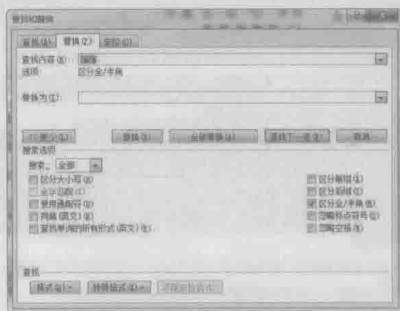 查找和替换
查找(D) 替换(P) 定位(G)
查找内容(N):
选项: 区分全/半角
替换为(I):
<< 更少(L) 替换(R) 全部替换(A) 查找下一处(F) 取消
搜索选项
搜索: 全部
区分大小写(H) 区分前缀(X)
全字匹配(Y) 区分后缀(T)
使用通配符(U) 区分全/半角(M)
同音(英文)(K) 忽略标点符号(S)
查找单词的所有形式(英文)(W) 忽略空格(W)
查找
格式(O) 特殊格式(E) 不限定格式(T)